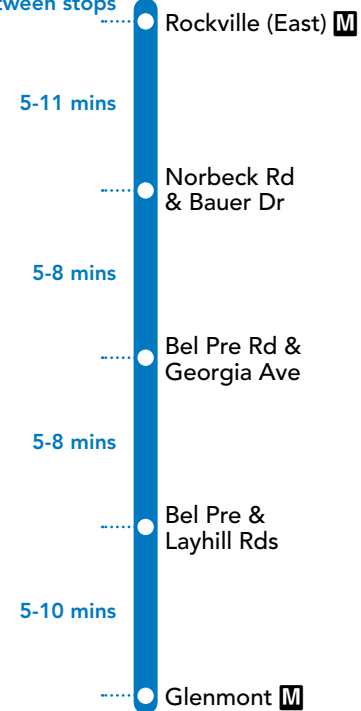 between stops
Rockville (East) M
5-11 mins
Norbeck Rd
& Bauer Dr
5-8 mins
Bel Pre Rd &
Georgia Ave
5-8 mins
Bel Pre &
Layhill Rds
5-10 mins
Glenmont M